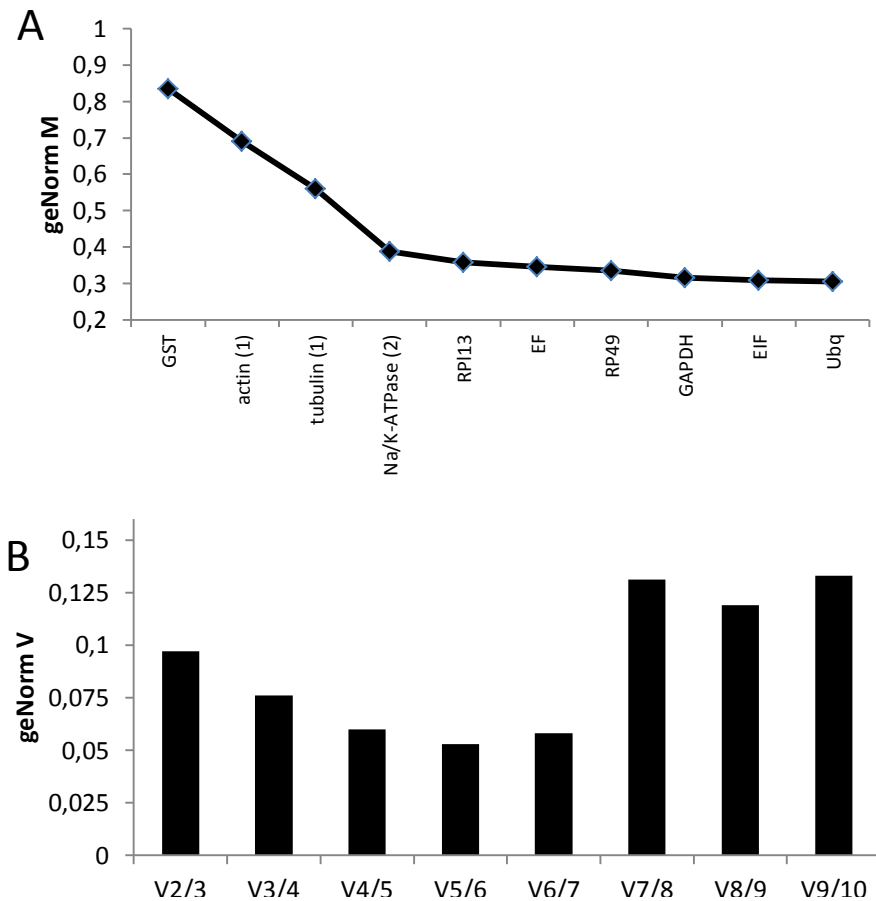 A
geNorm M
1
0,9
0,8
0,7
0,6
0,5
0,4
0,3
0,2
GST
actin (1)
tubulin (1)
Na/K-ATPase (2)
RPl13
EF
RP49
GAPDH
EIF
Ubq
B
geNorm V
0,15
0,125
0,1
0,075
0,05
0,025
0
V2/3 V3/4 V4/5 V5/6 V6/7 V7/8 V8/9 V9/10